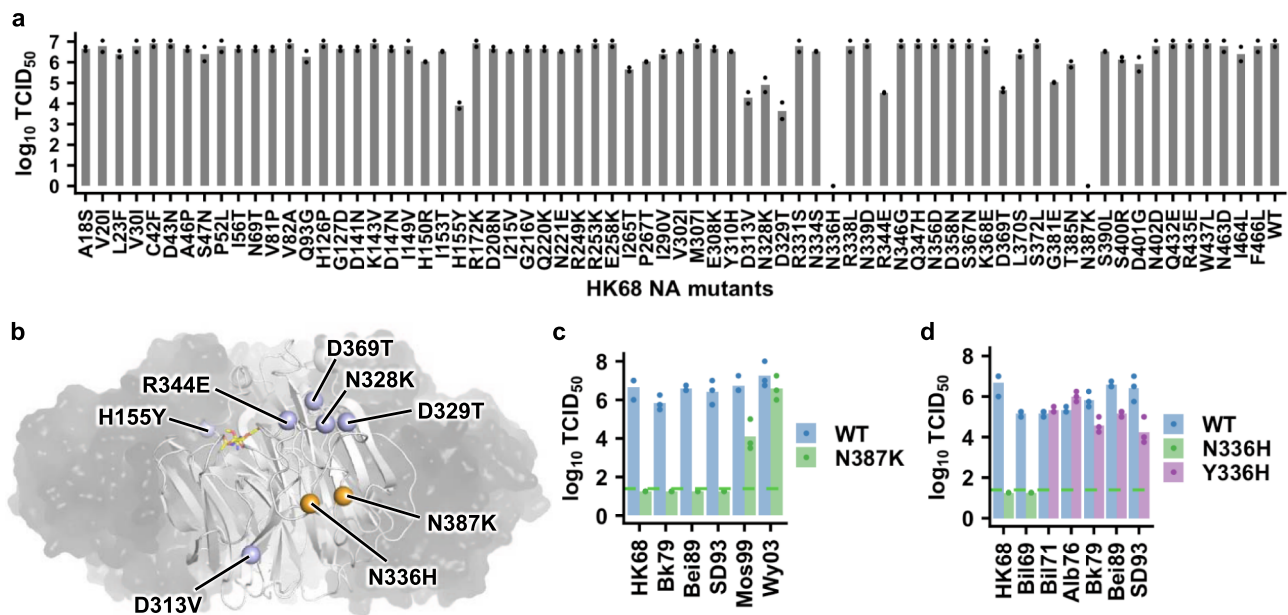 a
log10 TCID50
7
6
5
4
3
2
1
0
A18S V20I L23F V30I C42F D43N A46P S47N P52L I56T N69T V81P V82A Q93G H126P G127D D141N K143V D147N I149V H150R I153T H155Y R172K D208N I215V G216V Q220K N221E R249K R253K E258K I265T P267T I290V V302I M307I E308K Y310H D313V N328K D329T R331S N334S N336H R338L N339D R344E N346G Q347H N356D D358N S367N K368E D369T L370S S372L G381E T385N N387K S390L S400R D401G N402D Q432E R435E W437L N463D I464L F466L WT
HK68 NA mutants
b
D369T
N328K
R344E
H155Y
D329T
N387K
N336H
D313V
c
log10 TCID50
8
6
4
2
0
HK68 Bk79 Bei89 SD93 Mos99 Wy03
WT
N387K
d
log10 TCID50
8
6
4
2
0
HK68 Bil69 Bil71 Alb76 Bk79 Bei89 SD93
WT
N336H
Y336H